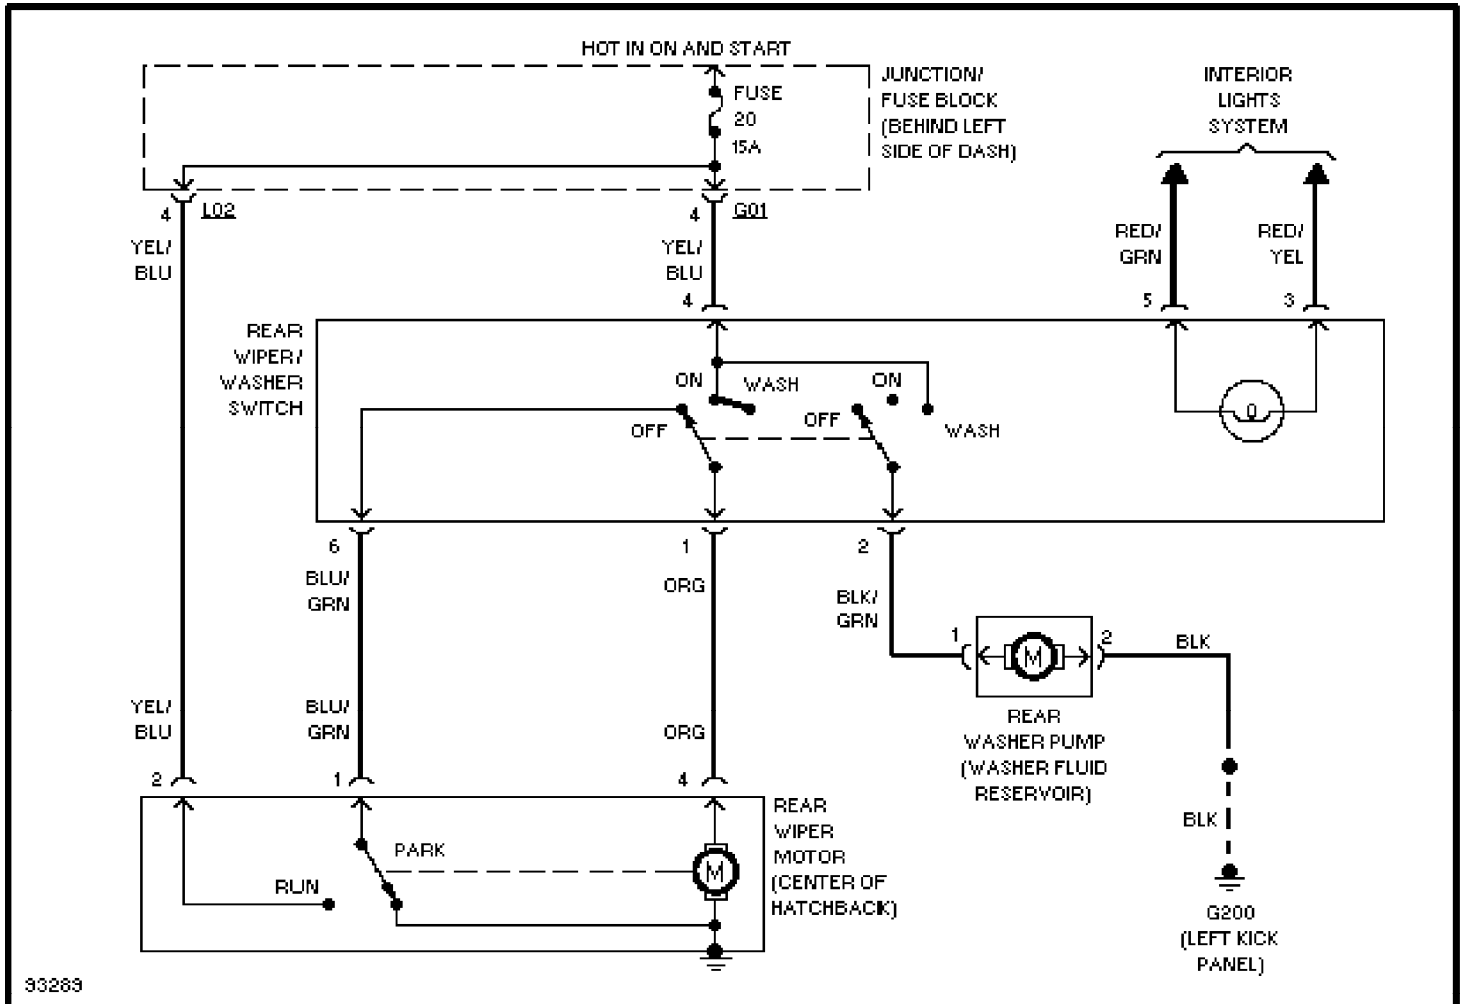 HOT IN ON AND START
FUSE
20
15A
JUNCTION/
FUSE BLOCK
(BEHIND LEFT
SIDE OF DASH)
INTERIOR
LIGHTS
SYSTEM
4
L02
4
G01
YEL/
BLU
YEL/
BLU
RED/
GRN
RED/
YEL
4
5
3
REAR
WIPER/
WASHER
SWITCH
ON
WASH
OFF
ON
OFF
WASH
6
1
2
BLU/
GRN
ORG
BLK/
GRN
1
M
2
BLK
REAR
WASHER PUMP
(WASHER FLUID
RESERVOIR)
YEL/
BLU
BLU/
GRN
ORG
2
1
4
BLK
REAR
WIPER
MOTOR
(CENTER OF
HATCHBACK)
PARK
RUN
M
G200
(LEFT KICK
PANEL)
93289